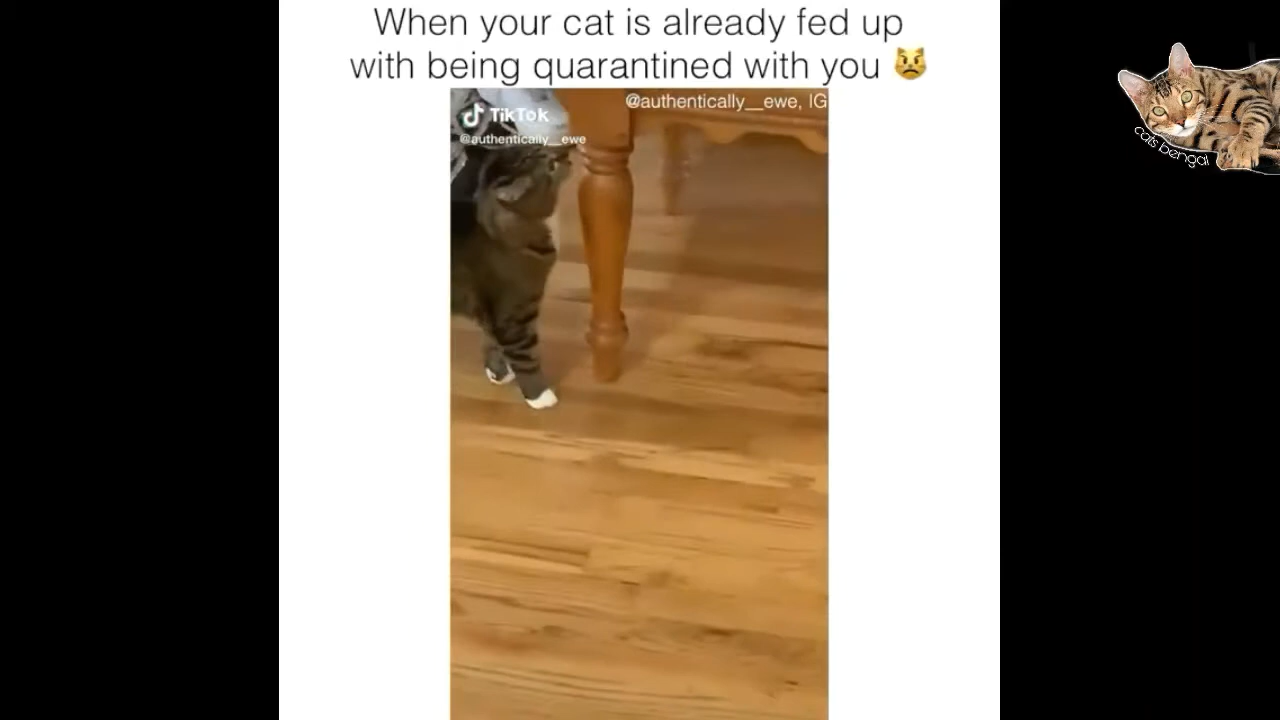 When your cat is already fed up
with being quarantined with you 😾
@authentically__ewe, IG
TikTok
@authentically__ewe
cats bengal